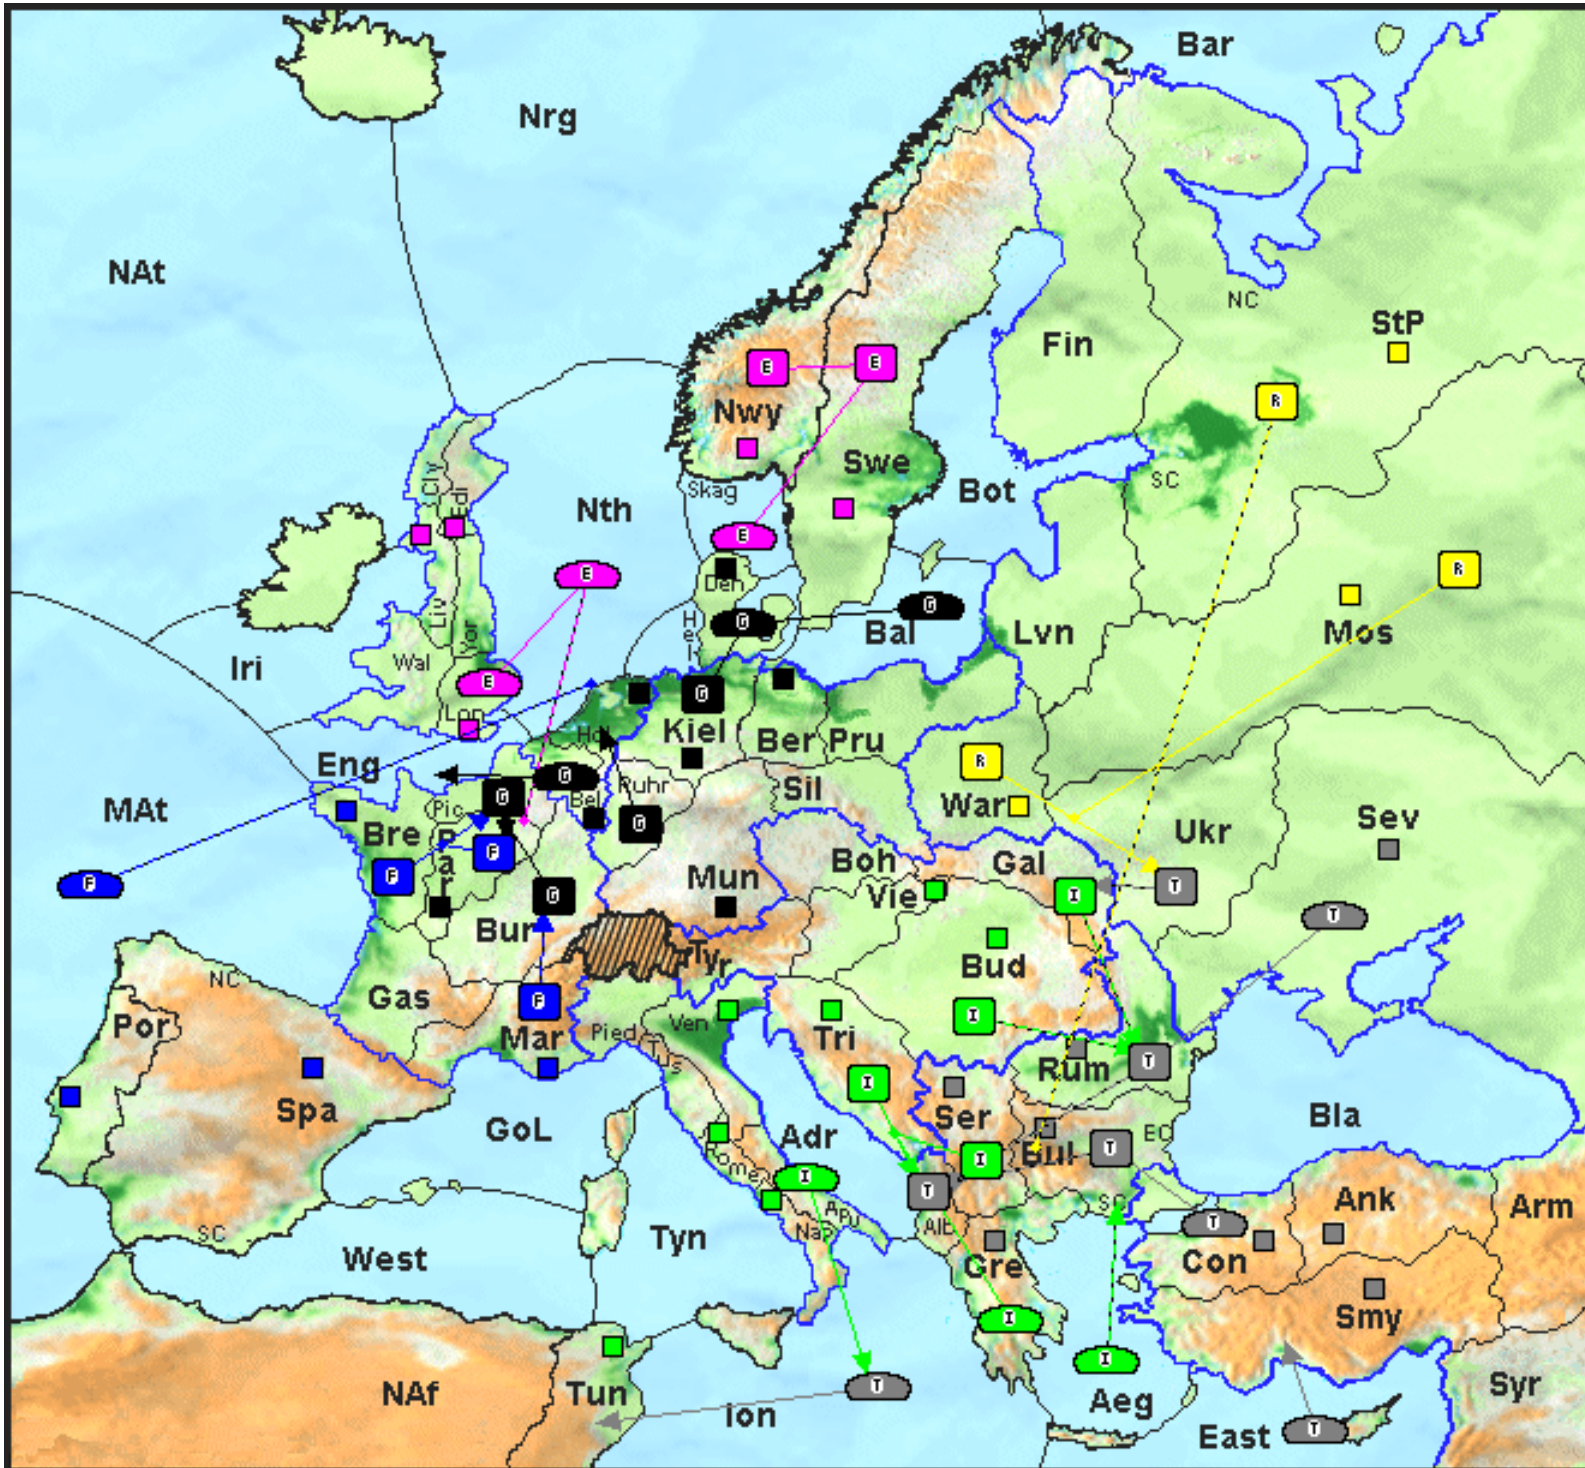 Bar
Nrg
NAt
NC
StP
Fin
E
E
R
Nwy
Swe
SC
Skag
Bot
Nth
Cly
Edi
E
E
R
Den
G
G
Bal
Lvn
Mos
Hel
Liv
Yor
Iri
Wal
E
G
Lon
Kiel
Hol
Ber
Pru
R
Eng
G
Ruhr
Sil
War
MAt
G
Pic
Bel
G
Ukr
Sev
Bre
Par
F
Boh
Gal
F
F
G
Mun
Vie
I
T
T
Bur
Tyr
Bud
NC
Gas
F
I
Por
Mar
Pied
Ven
Tri
Tus
Rum
T
I
Spa
Ser
GoL
Adr
Bla
EC
Bul
T
Rome
I
I
T
Ank
Arm
SC
SC
Tyn
Nap
Apu
Alb
T
West
Gre
Con
I
Smy
I
T
NAf
Tun
Ion
Aeg
Syr
East
T